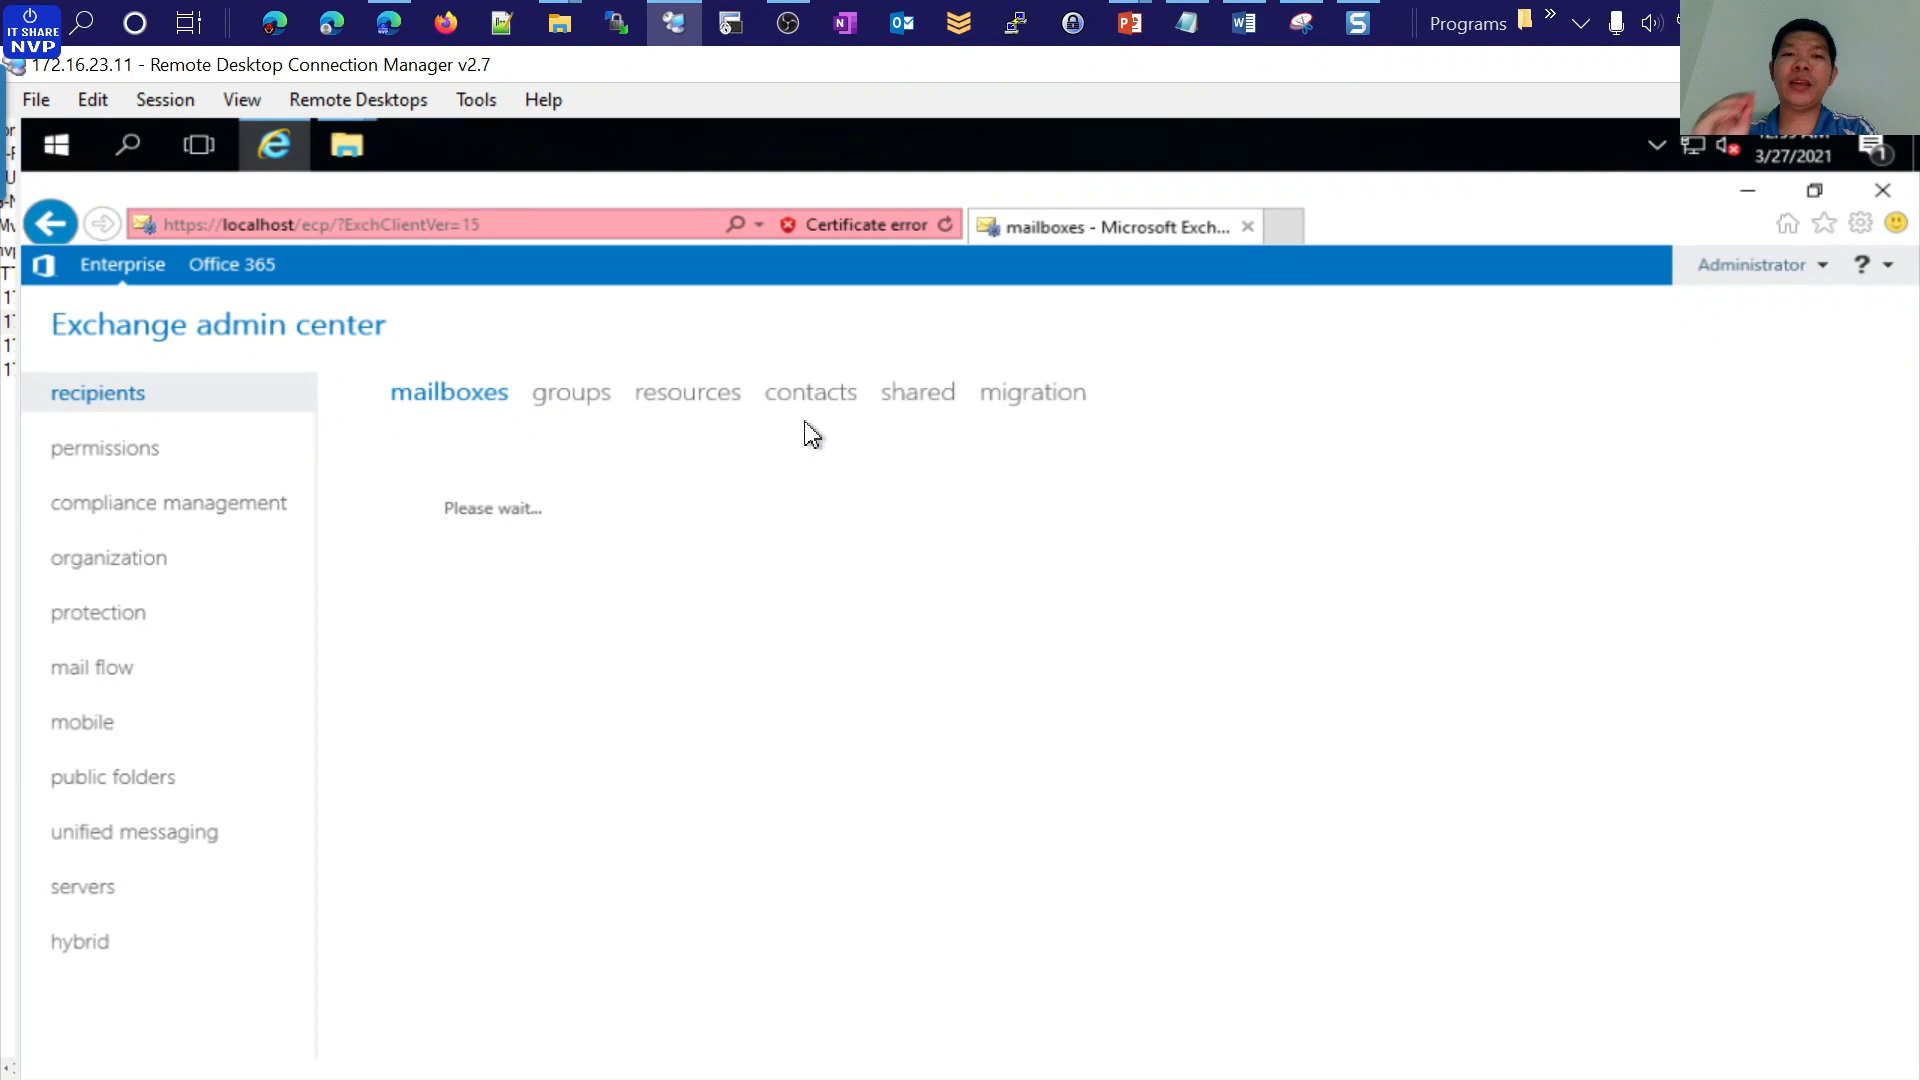 IT SHARE
NVP
Programs
172.16.23.11 - Remote Desktop Connection Manager v2.7
File Edit Session View Remote Desktops Tools Help
3/27/2021
1
https://localhost/ecp/?ExchClientVer=15
Certificate error
mailboxes - Microsoft Exch...
Enterprise Office 365
Administrator ?
Exchange admin center
recipients
permissions
compliance management
organization
protection
mail flow
mobile
public folders
unified messaging
servers
hybrid
mailboxes groups resources contacts shared migration
Please wait...